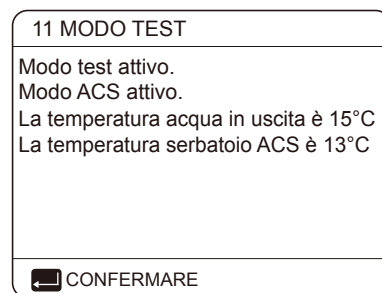 11 MODO TEST
Modo test attivo.
Modo ACS attivo.
La temperatura acqua in uscita è 15°C
La temperatura serbatoio ACS è 13°C
CONFERMARE